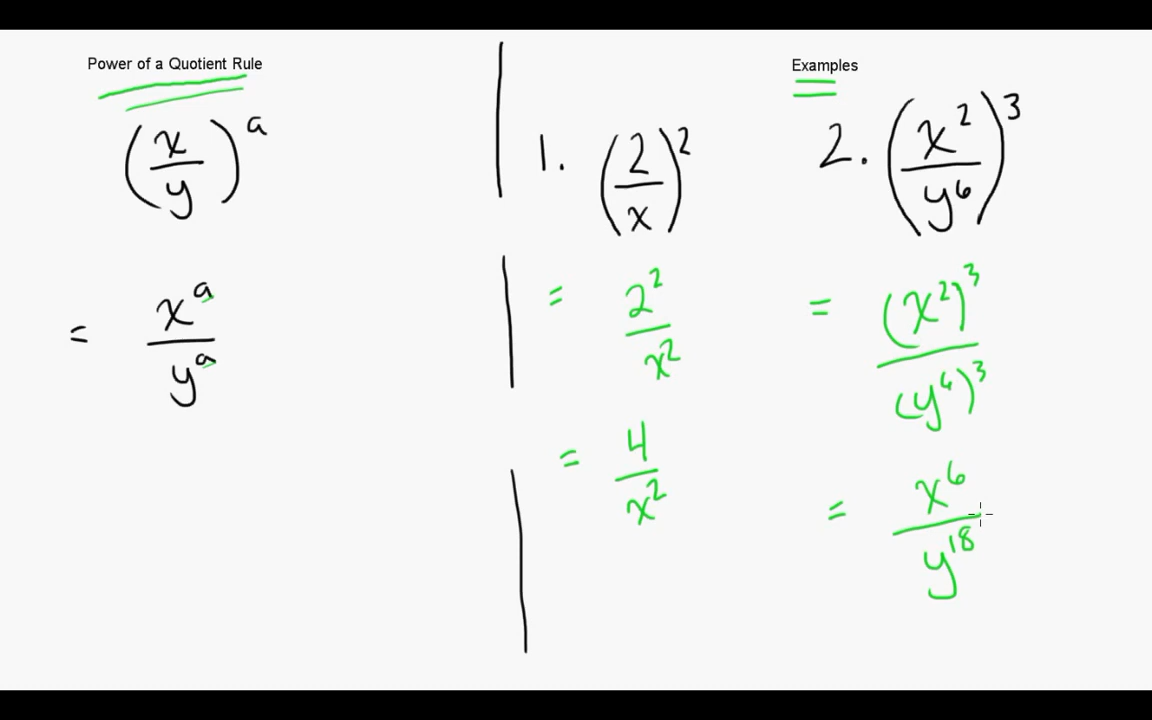 Power of a Quotient Rule
(x/y)^a
= x^a/y^a
Examples
1. (2/x)^2
= 2^2/x^2
= 4/x^2
2. (x^2/y^6)^3
= (x^2)^3/(y^6)^3
= x^6/y^18